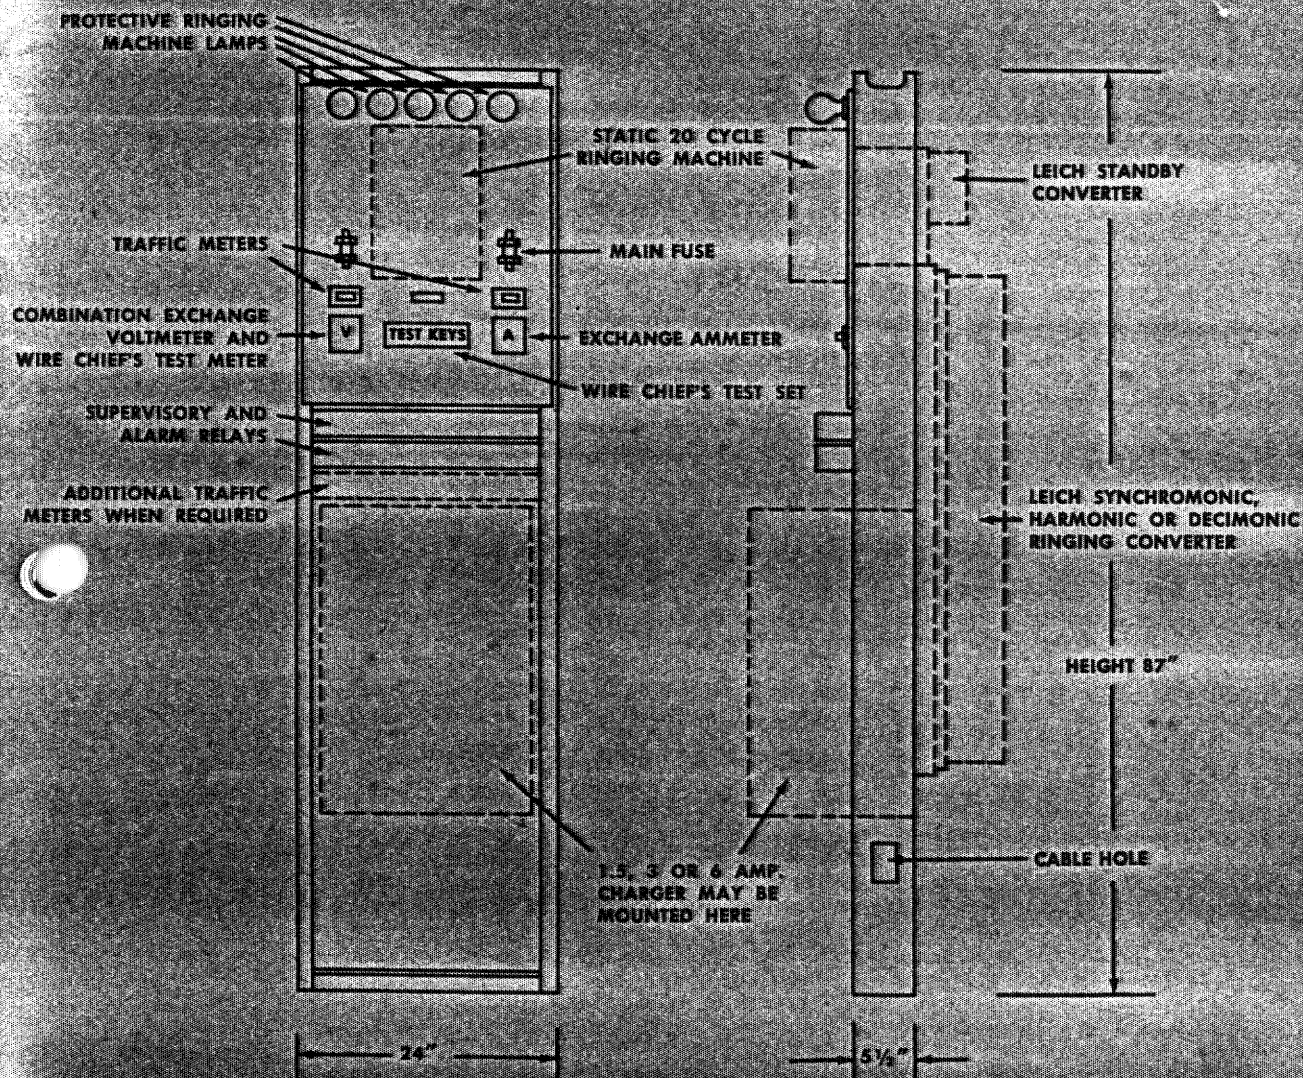 PROTECTIVE RINGING
MACHINE LAMPS
STATIC 20 CYCLE
RINGING MACHINE
LEICH STANDBY
CONVERTER
TRAFFIC METERS
MAIN FUSE
COMBINATION EXCHANGE
VOLTMETER AND
WIRE CHIEF'S TEST METER
V
TEST KEYS
A
EXCHANGE AMMETER
WIRE CHIEF'S TEST SET
SUPERVISORY AND
ALARM RELAYS
ADDITIONAL TRAFFIC
METERS WHEN REQUIRED
LEICH SYNCHROMONIC,
HARMONIC OR DECIMONIC
RINGING CONVERTER
HEIGHT 87"
1.5, 3 OR 6 AMP.
CHARGER MAY BE
MOUNTED HERE
CABLE HOLE
24"
5½"